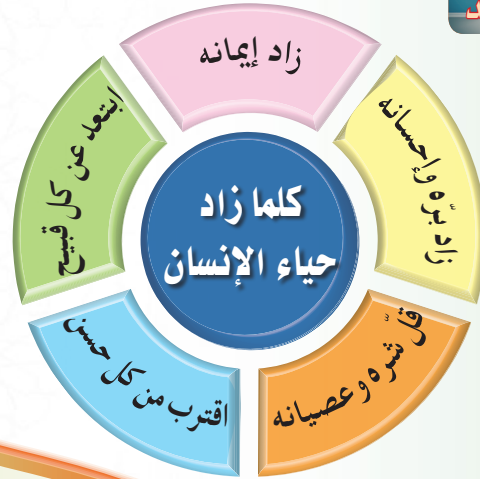 كلما زاد
حياء الإنسان
زاد إيمانه
زاد برّه وإحسانه
قلّ شره وعصيانه
اقترب من كل حسن
ابتعد عن كل قبيح